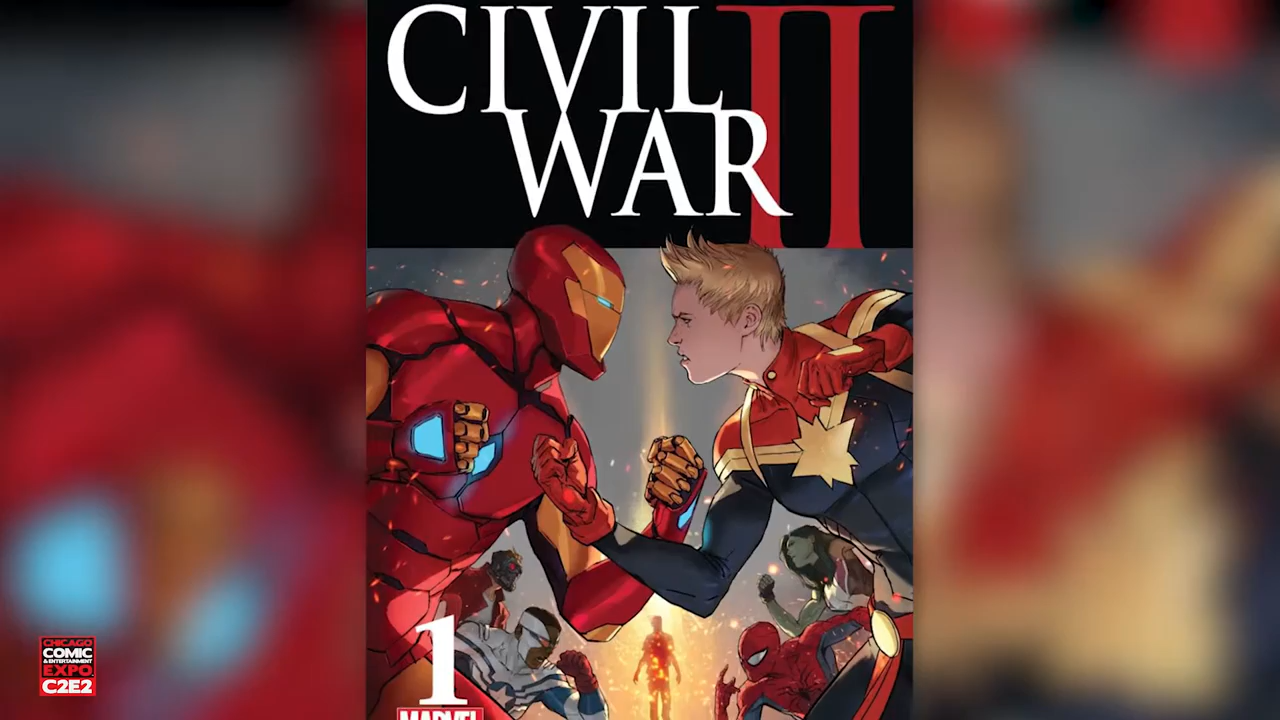 CIVIL II
WAR
1
MARVEL
CHICAGO
COMIC
& ENTERTAINMENT
EXPO
C2E2